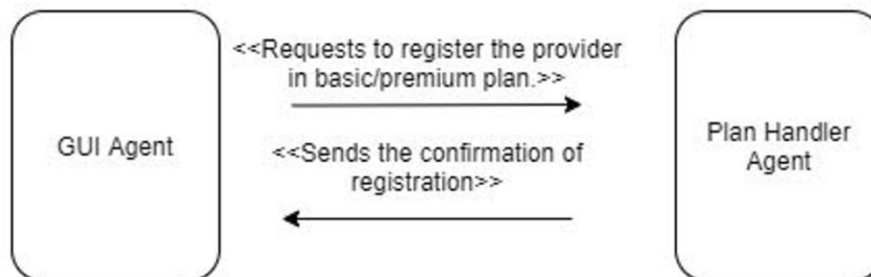 <<Requests to register the provider
in basic/premium plan.>>
GUI Agent
<<Sends the confirmation of
registration>>
Plan Handler
Agent